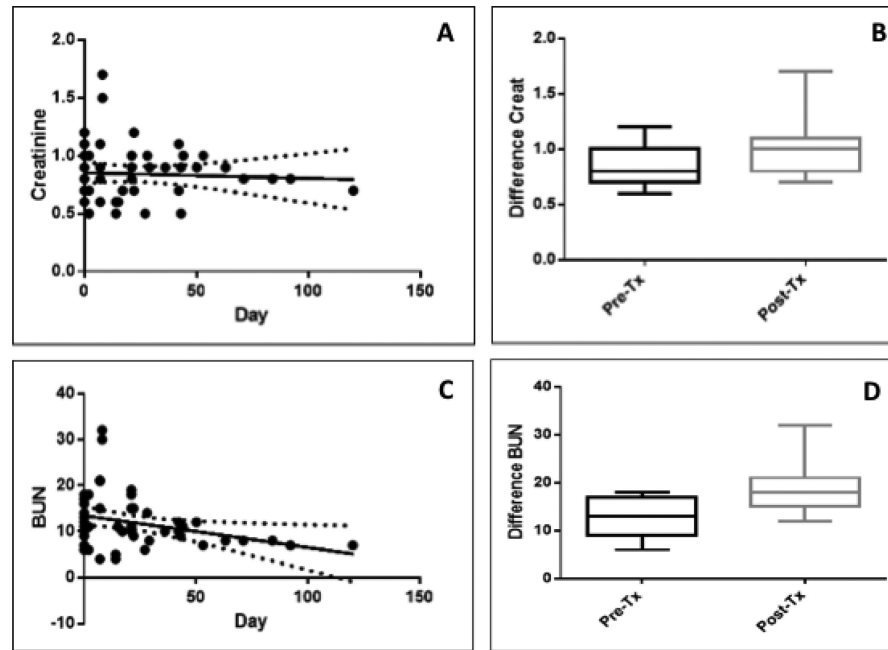 A
2.0
1.5
1.0
0.5
0.0
Creatinine
0 50 100 150
Day
B
2.0
1.5
1.0
0.5
0.0
Difference Creat
Pre-Tx Post-Tx
C
40
30
20
10
0
-10
BUN
50 100 150
Day
D
40
30
20
10
0
Difference BUN
Pre-Tx Post-Tx